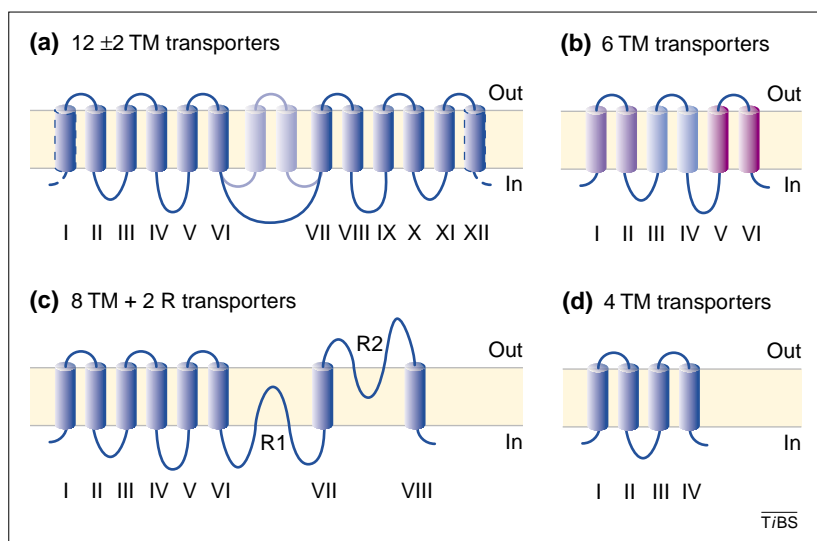 (a) 12 ±2 TM transporters
Out
In
I II III IV V VI VII VIII IX X XI XII
(b) 6 TM transporters
Out
In
I II III IV V VI
(c) 8 TM + 2 R transporters
R2
Out
R1
In
I II III IV V VI VII VIII
(d) 4 TM transporters
Out
In
I II III IV
TiBS